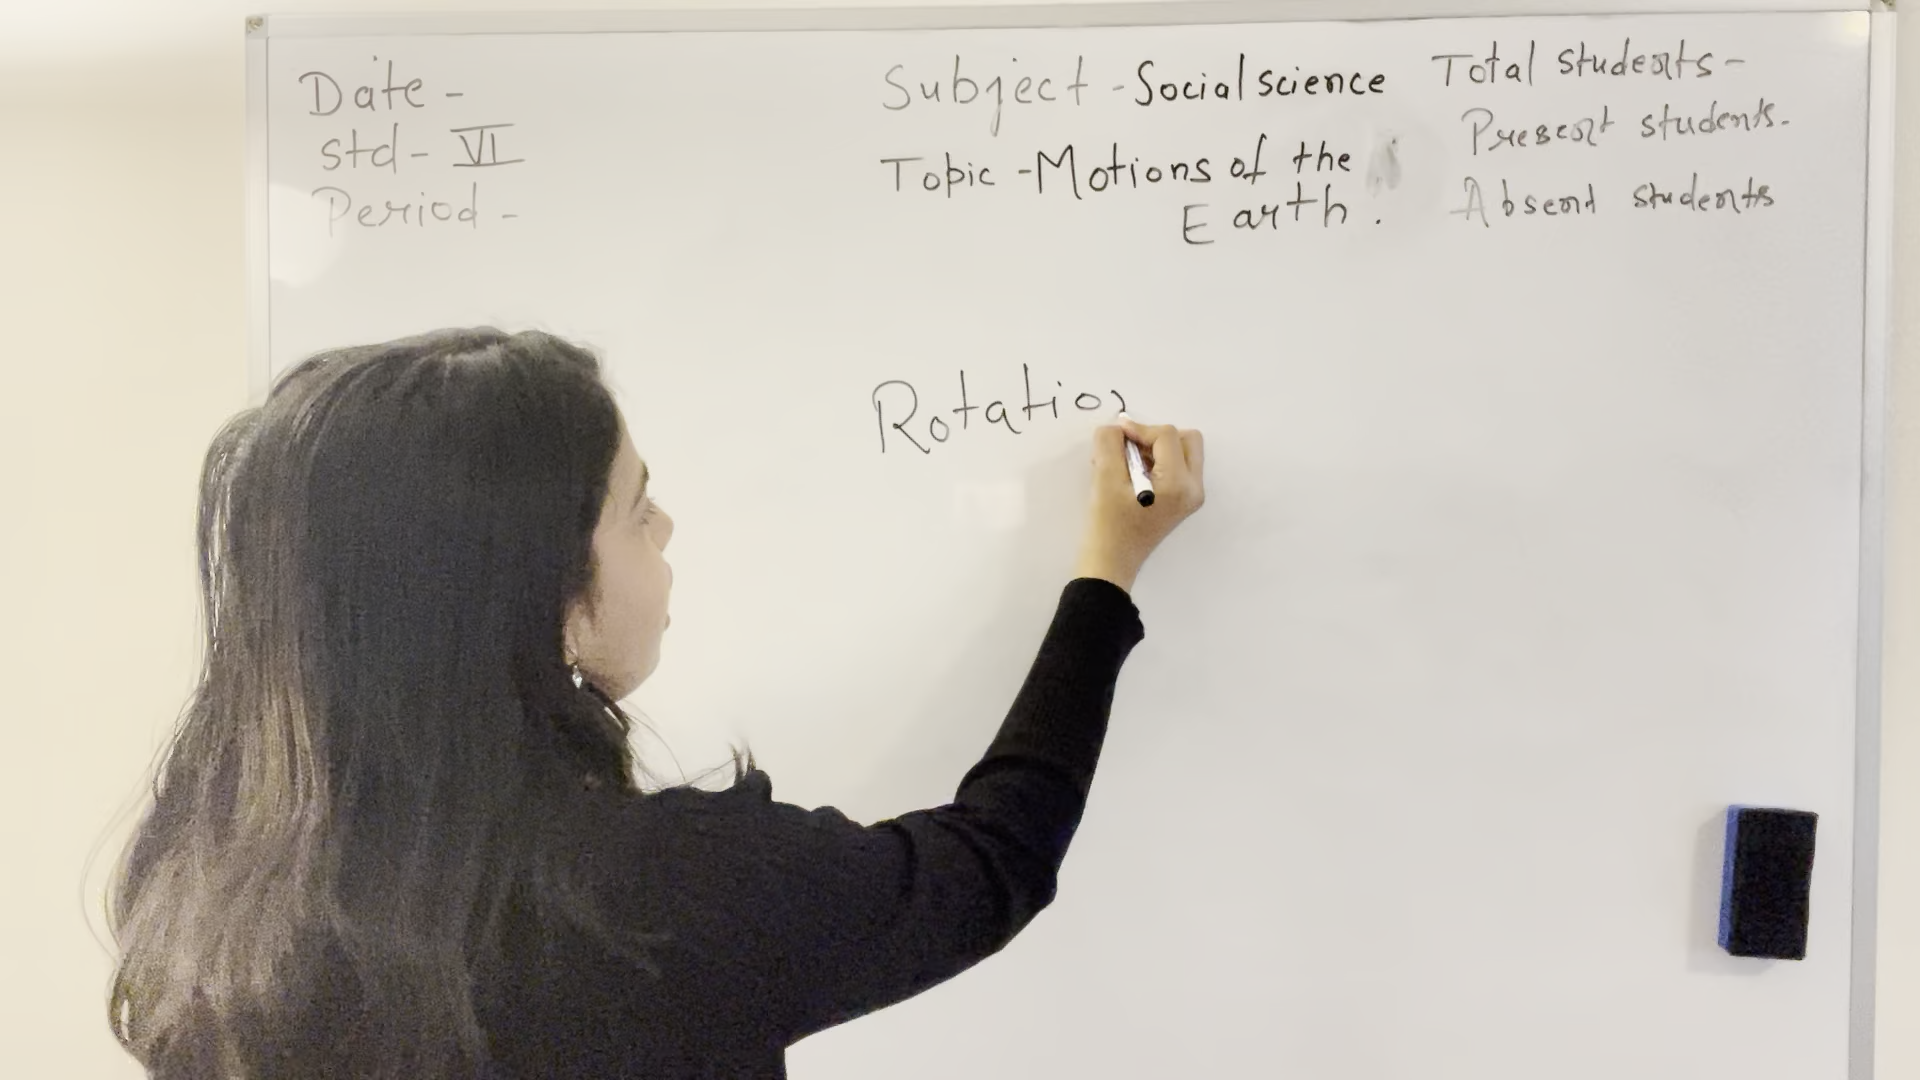 Date -
std - VI
Period -
Subject - Social science
Topic - Motions of the
Earth.
Total students -
Present students -
Absent students
Rotation